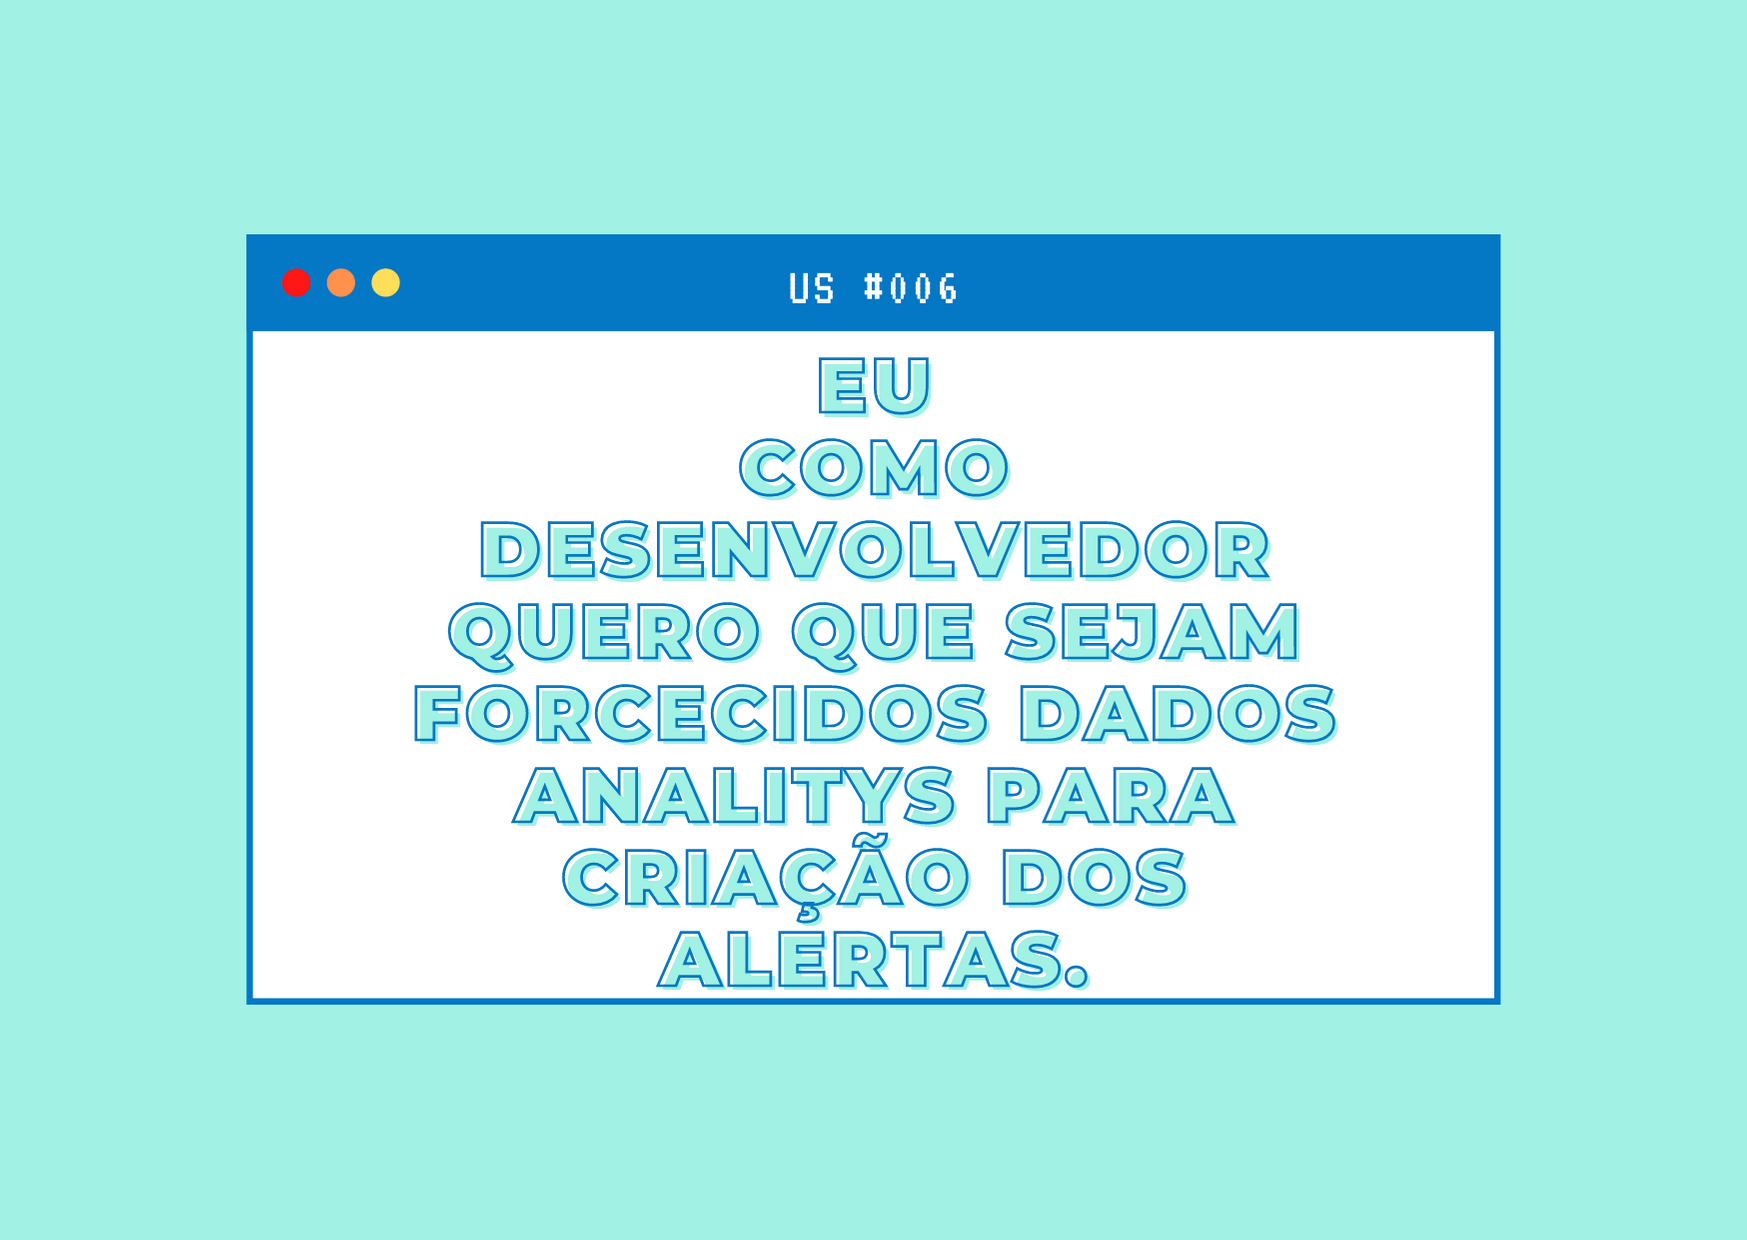 US #006
EU
COMO
DESENVOLVEDOR
QUERO QUE SEJAM
FORCECIDOS DADOS
ANALITYS PARA
CRIAÇÃO DOS
ALERTAS.